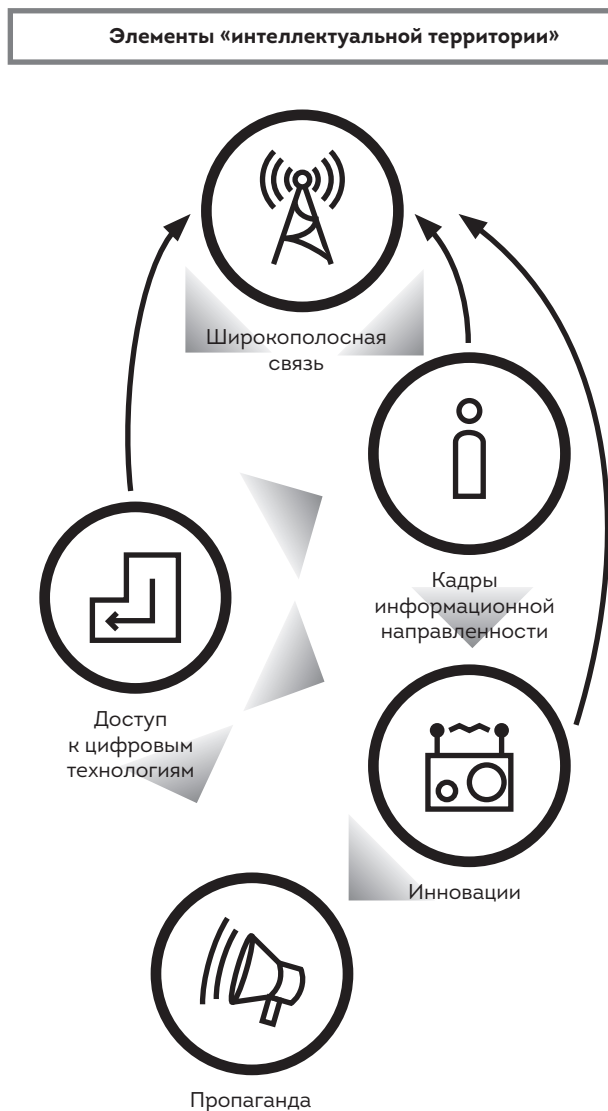 Элементы «интеллектуальной территории»
Широкополосная
связь
Кадры
информационной
направленности
Доступ
к цифровым
технологиям
Инновации
Пропаганда